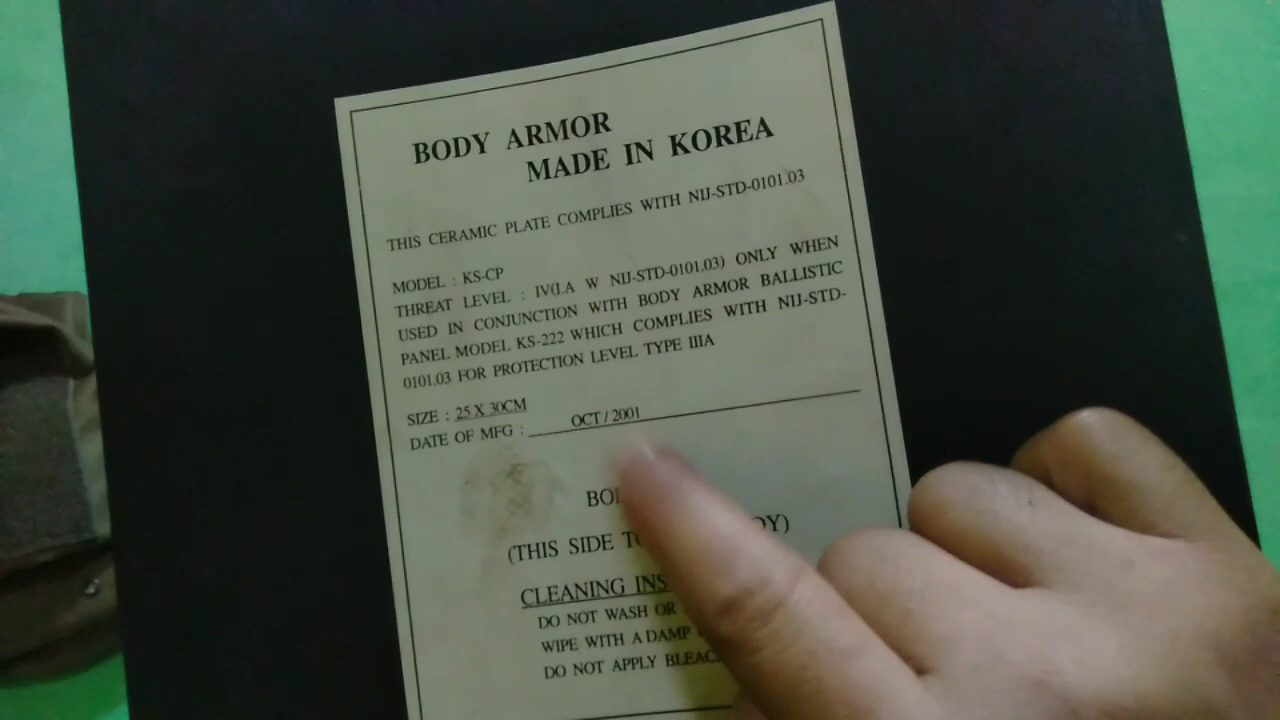 BODY ARMOR
MADE IN KOREA
THIS CERAMIC PLATE COMPLIES WITH NIJ-STD-0101.03
MODEL : KS-CP
THREAT LEVEL : IV(I.A W NIJ-STD-0101.03) ONLY WHEN
USED IN CONJUNCTION WITH BODY ARMOR BALLISTIC
PANEL MODEL KS-222 WHICH COMPLIES WITH NIJ-STD-
0101.03 FOR PROTECTION LEVEL TYPE IIIA
SIZE : 25 X 30CM
DATE OF MFG : OCT / 2001
(THIS SIDE
CLEANING
DO NOT WASH OR
WIPE WITH A DAMP
DO NOT APPLY